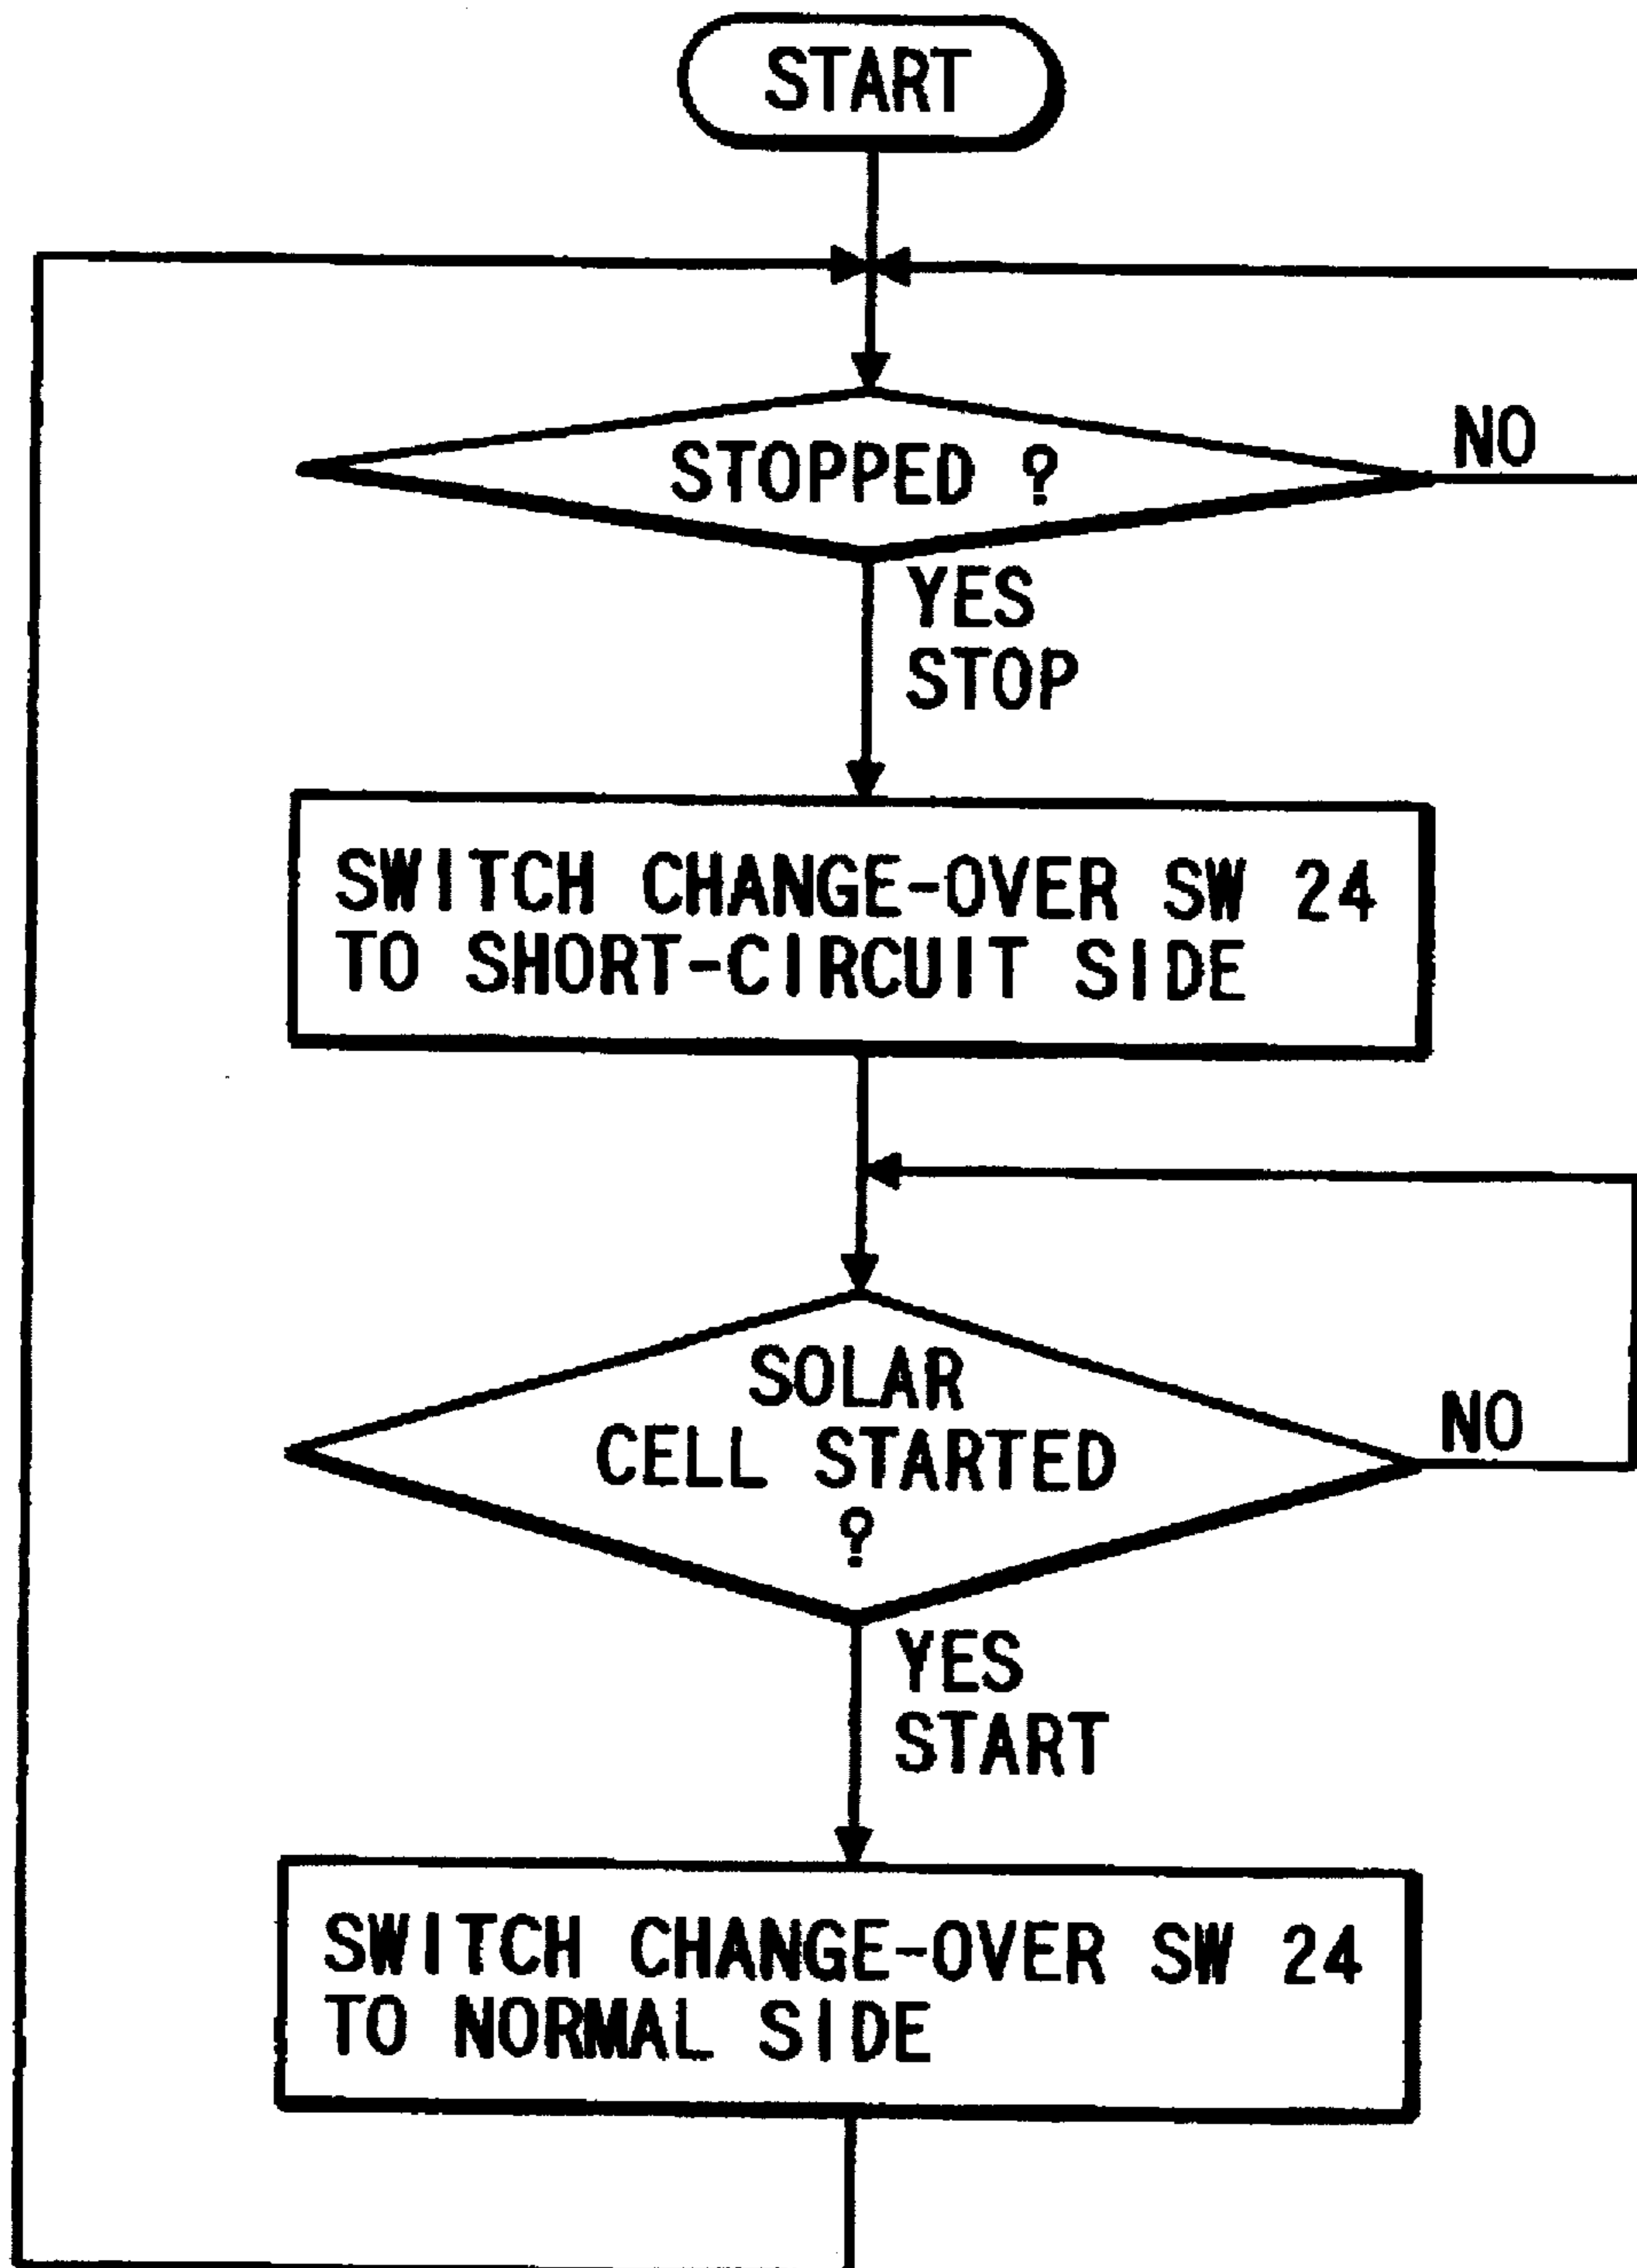 START
STOPPED ?
NO
YES
STOP
SWITCH CHANGE-OVER SW 24
TO SHORT-CIRCUIT SIDE
SOLAR
CELL STARTED
?
NO
YES
START
SWITCH CHANGE-OVER SW 24
TO NORMAL SIDE